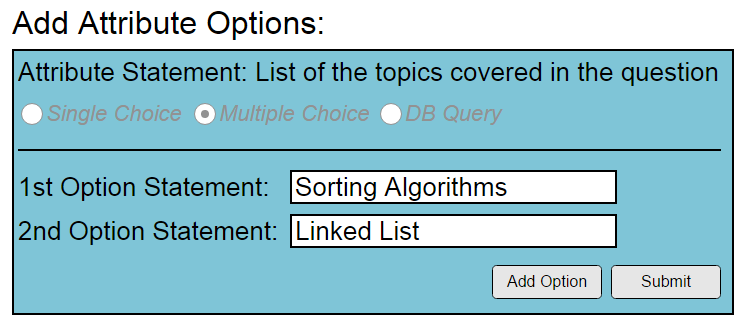 Add Attribute Options:
Attribute Statement: List of the topics covered in the question
Single Choice Multiple Choice DB Query
1st Option Statement: Sorting Algorithms
2nd Option Statement: Linked List
Add Option Submit